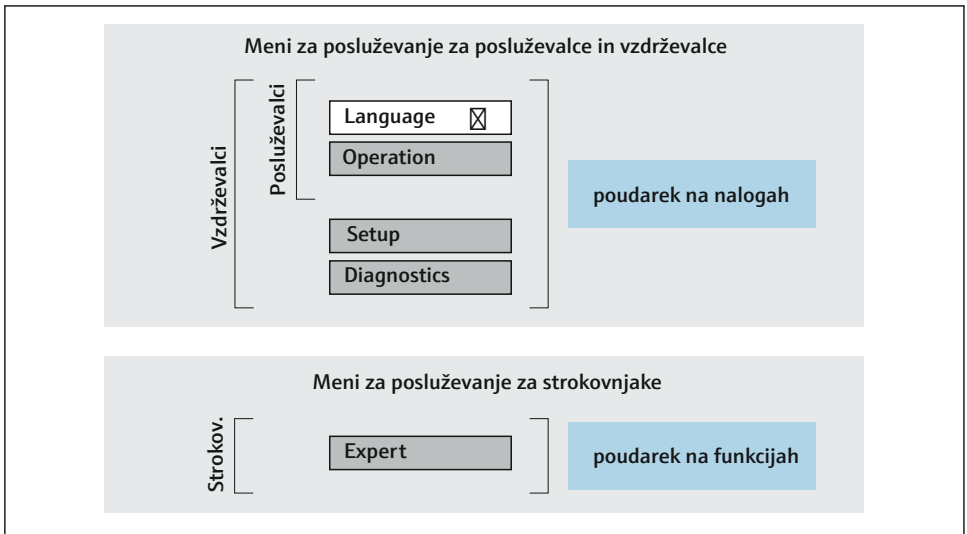 Meni za posluževanje za posluževalce in vzdrževalce
Vzdrževalci
Posluževalci
Language
Operation
Setup
Diagnostics
poudarek na nalogah
Meni za posluževanje za strokovnjake
Strokov.
Expert
poudarek na funkcijah